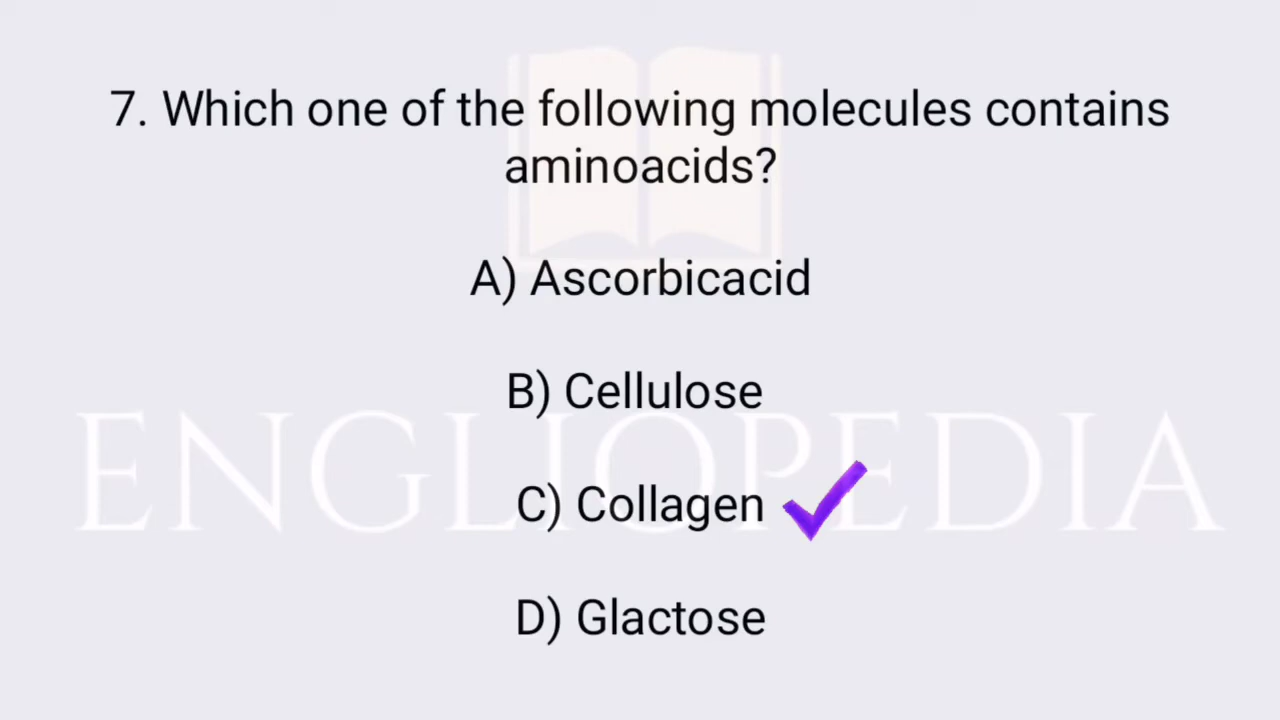 7. Which one of the following molecules contains
aminoacids?
A) Ascorbicacid
B) Cellulose
ENGLIOPEDIA
C) Collagen
D) Glactose